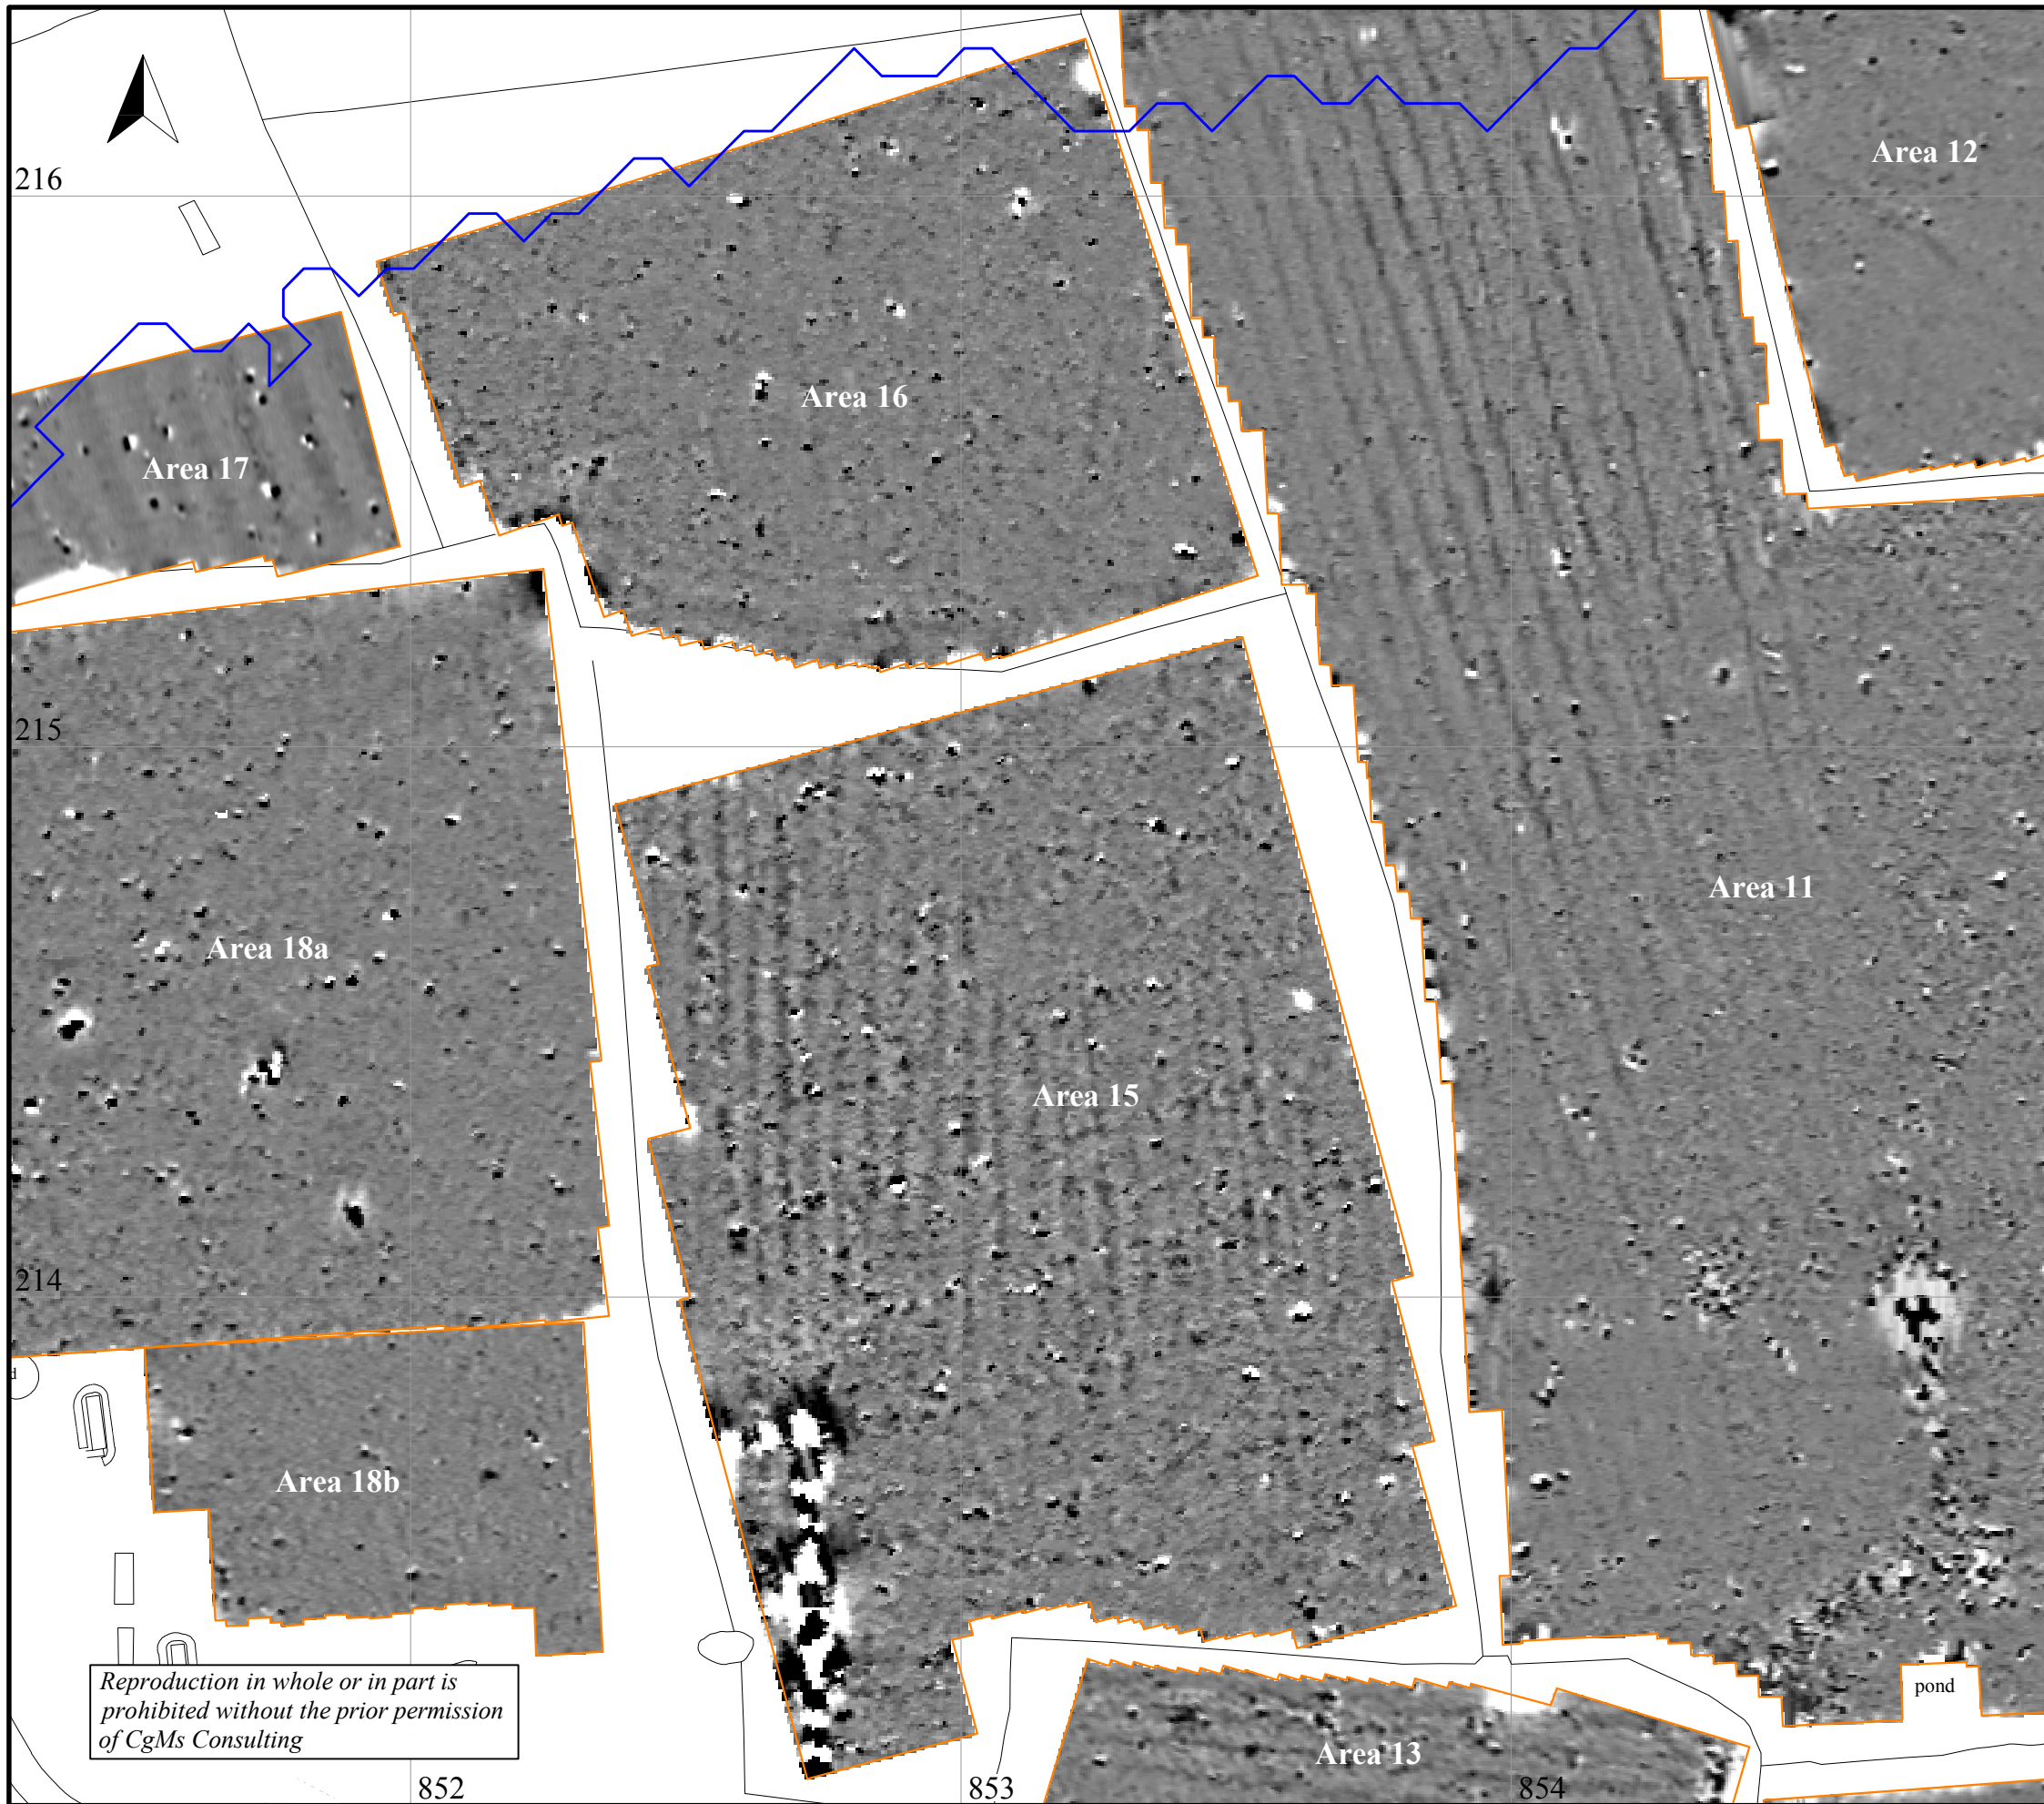 216
Area 12
Area 16
Area 17
215
Area 11
Area 18a
Area 15
214
d
Area 18b
Reproduction in whole or in part is
prohibited without the prior permission
of CgMs Consulting
pond
Area 13
852
853
854